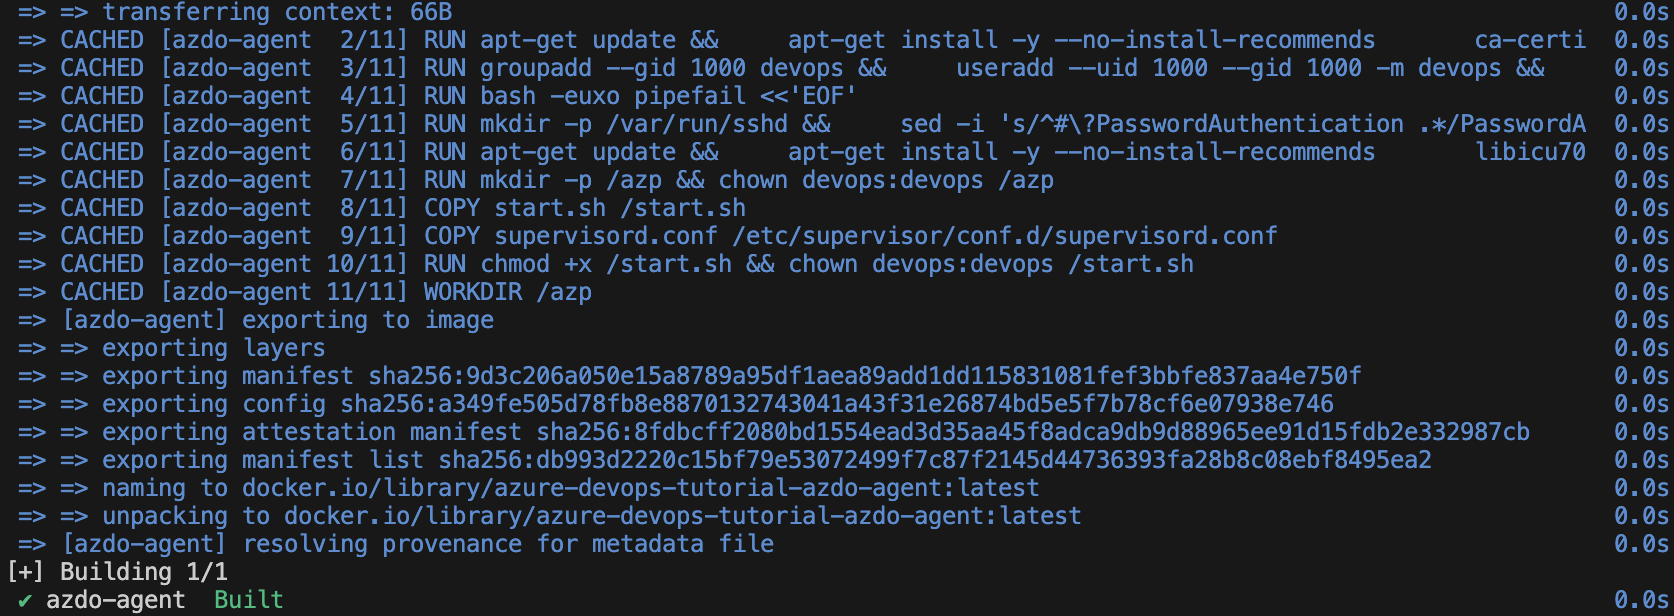 => => transferring context: 66B 0.0s
=> CACHED [azdo-agent  2/11] RUN apt-get update &&     apt-get install -y --no-install-recommends       ca-certi 0.0s
=> CACHED [azdo-agent  3/11] RUN groupadd --gid 1000 devops &&     useradd --uid 1000 --gid 1000 -m devops && 0.0s
=> CACHED [azdo-agent  4/11] RUN bash -euxo pipefail <<'EOF' 0.0s
=> CACHED [azdo-agent  5/11] RUN mkdir -p /var/run/sshd &&     sed -i 's/^#\?PasswordAuthentication .*/PasswordA 0.0s
=> CACHED [azdo-agent  6/11] RUN apt-get update &&     apt-get install -y --no-install-recommends       libicu70 0.0s
=> CACHED [azdo-agent  7/11] RUN mkdir -p /azp && chown devops:devops /azp 0.0s
=> CACHED [azdo-agent  8/11] COPY start.sh /start.sh 0.0s
=> CACHED [azdo-agent  9/11] COPY supervisord.conf /etc/supervisor/conf.d/supervisord.conf 0.0s
=> CACHED [azdo-agent 10/11] RUN chmod +x /start.sh && chown devops:devops /start.sh 0.0s
=> CACHED [azdo-agent 11/11] WORKDIR /azp 0.0s
=> [azdo-agent] exporting to image 0.0s
=> => exporting layers 0.0s
=> => exporting manifest sha256:9d3c206a050e15a8789a95df1aea89add1dd115831081fef3bbfe837aa4e750f 0.0s
=> => exporting config sha256:a349fe505d78fb8e8870132743041a43f31e26874bd5e5f7b78cf6e07938e746 0.0s
=> => exporting attestation manifest sha256:8fdbcff2080bd1554ead3d35aa45f8adca9db9d88965ee91d15fdb2e332987cb 0.0s
=> => exporting manifest list sha256:db993d2220c15bf79e53072499f7c87f2145d44736393fa28b8c08ebf8495ea2 0.0s
=> => naming to docker.io/library/azure-devops-tutorial-azdo-agent:latest 0.0s
=> => unpacking to docker.io/library/azure-devops-tutorial-azdo-agent:latest 0.0s
=> [azdo-agent] resolving provenance for metadata file 0.0s
[+] Building 1/1
✔ azdo-agent  Built 0.0s